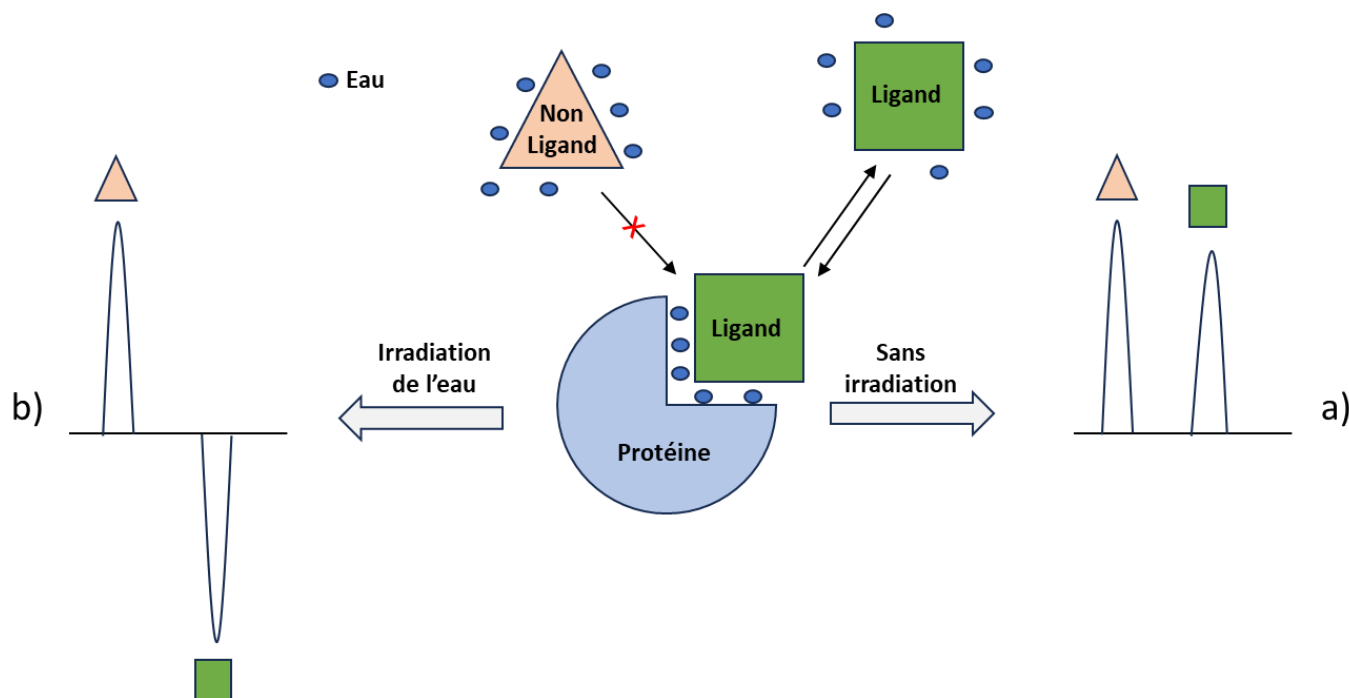 Eau
Non
Ligand
Ligand
Ligand
Irradiation
de l'eau
Sans
irradiation
b)
a)
Protéine